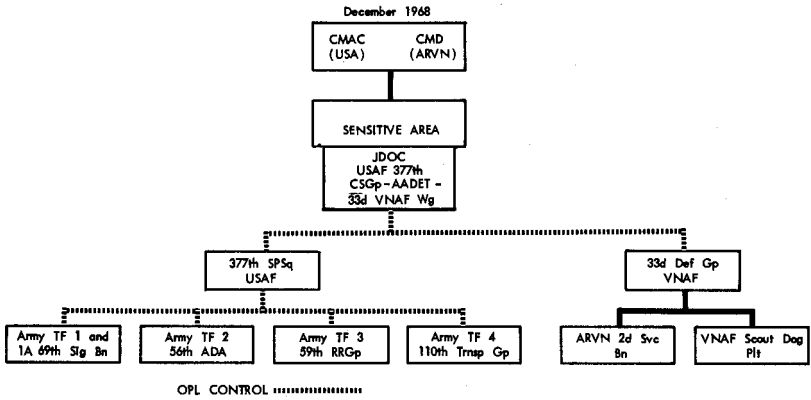 December 1968
CMAC CMD
(USA) (ARVN)
SENSITIVE AREA
JDOC
USAF 377th
CSGp-AADET-
33d VNAF Wg
377th SPSq
USAF
33d Def Gp
VNAF
Army TF 1 and
1A 69th Sig Bn
Army TF 2
56th ADA
Army TF 3
59th RRGp
Army TF 4
110th Trnsp Gp
ARVN 2d Svc
Bn
VNAF Scout Dog
Plt
OPL CONTROL